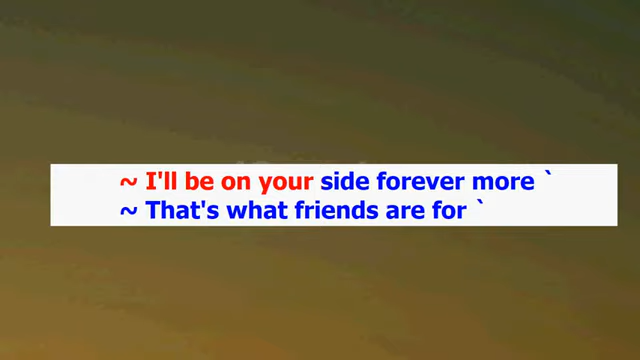 ~ I'll be on your side forever more `
~ That's what friends are for `